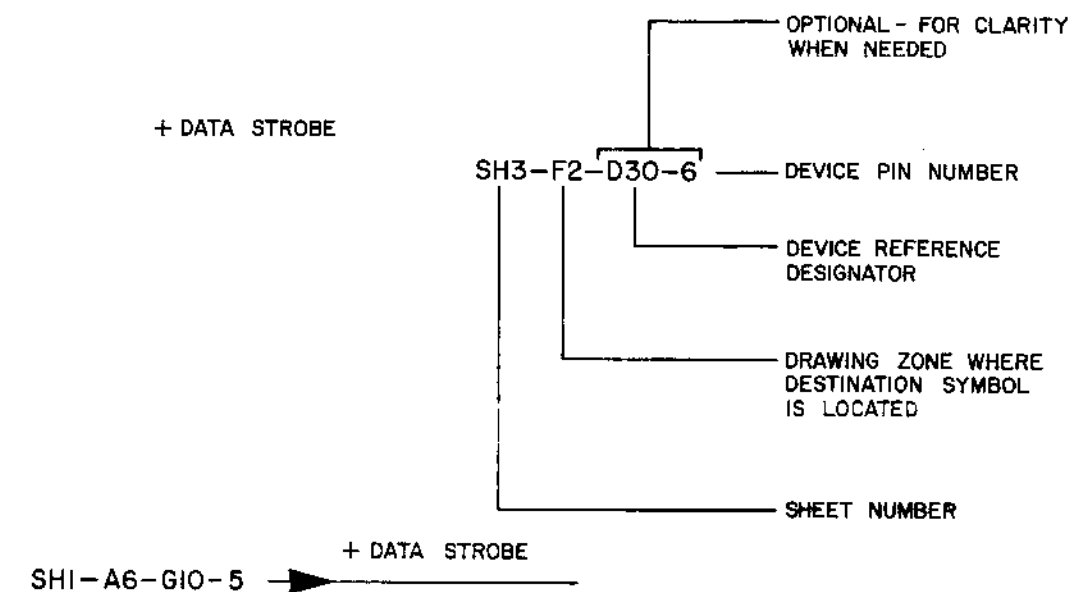 OPTIONAL - FOR CLARITY
WHEN NEEDED
+ DATA STROBE
SH3-F2-D30-6
DEVICE PIN NUMBER
DEVICE REFERENCE
DESIGNATOR
DRAWING ZONE WHERE
DESTINATION SYMBOL
IS LOCATED
SHEET NUMBER
+ DATA STROBE
SH1-A6-G10-5